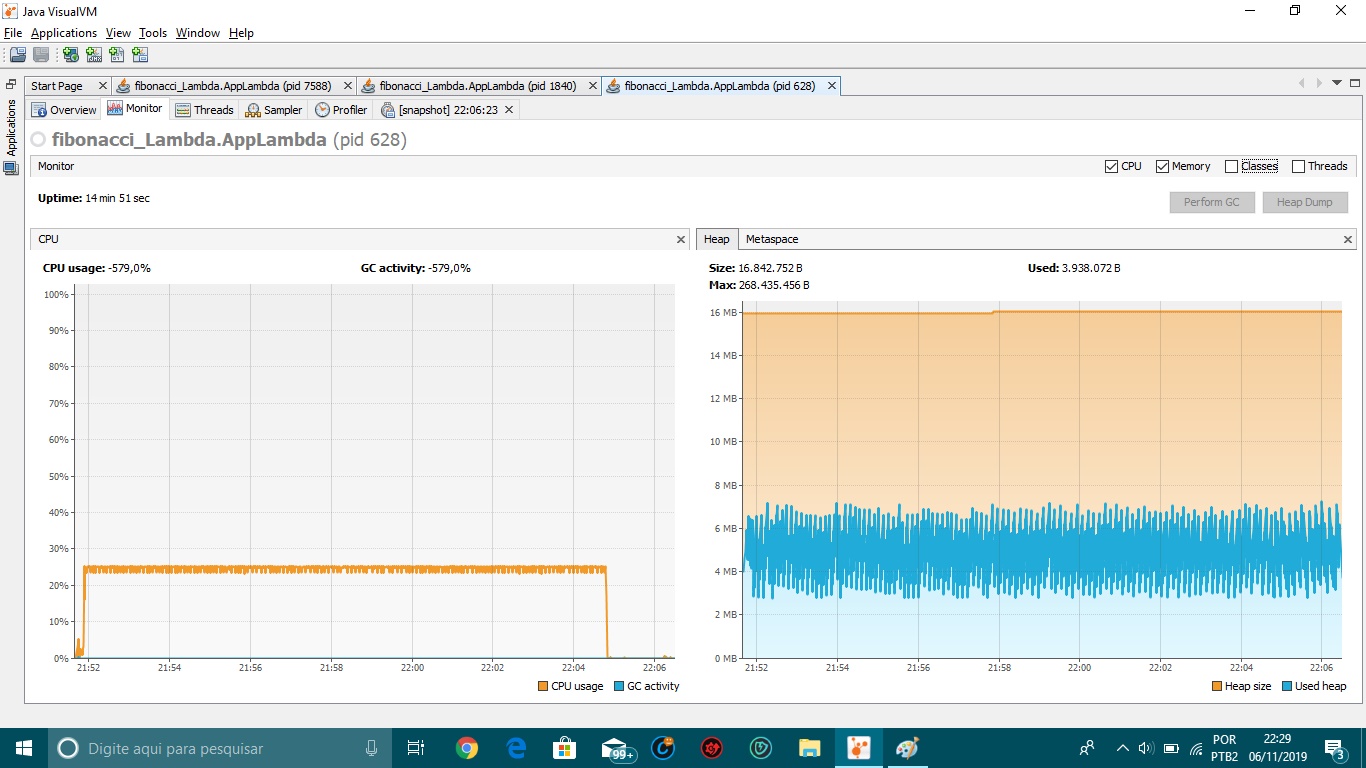 Java VisualVM
File Applications View Tools Window Help
Applications
Start Page fibonacci_Lambda.AppLambda (pid 7588) fibonacci_Lambda.AppLambda (pid 1840) fibonacci_Lambda.AppLambda (pid 628)
Overview Monitor Threads Sampler Profiler [snapshot] 22:06:23
fibonacci_Lambda.AppLambda (pid 628)
Monitor CPU Memory Classes Threads
Uptime: 14 min 51 sec
Perform GC Heap Dump
CPU
CPU usage: -579,0% GC activity: -579,0%
100%
90%
80%
70%
60%
50%
40%
30%
20%
10%
0%
21:52 21:54 21:56 21:58 22:00 22:02 22:04 22:06
CPU usage GC activity
Heap Metaspace
Size: 16.842.752 B Used: 3.938.072 B
Max: 268.435.456 B
16 MB
14 MB
12 MB
10 MB
8 MB
6 MB
4 MB
2 MB
0 MB
21:52 21:54 21:56 21:58 22:00 22:02 22:04 22:06
Heap size Used heap
Digite aqui para pesquisar
99+
POR
PTB2
22:29
06/11/2019
3